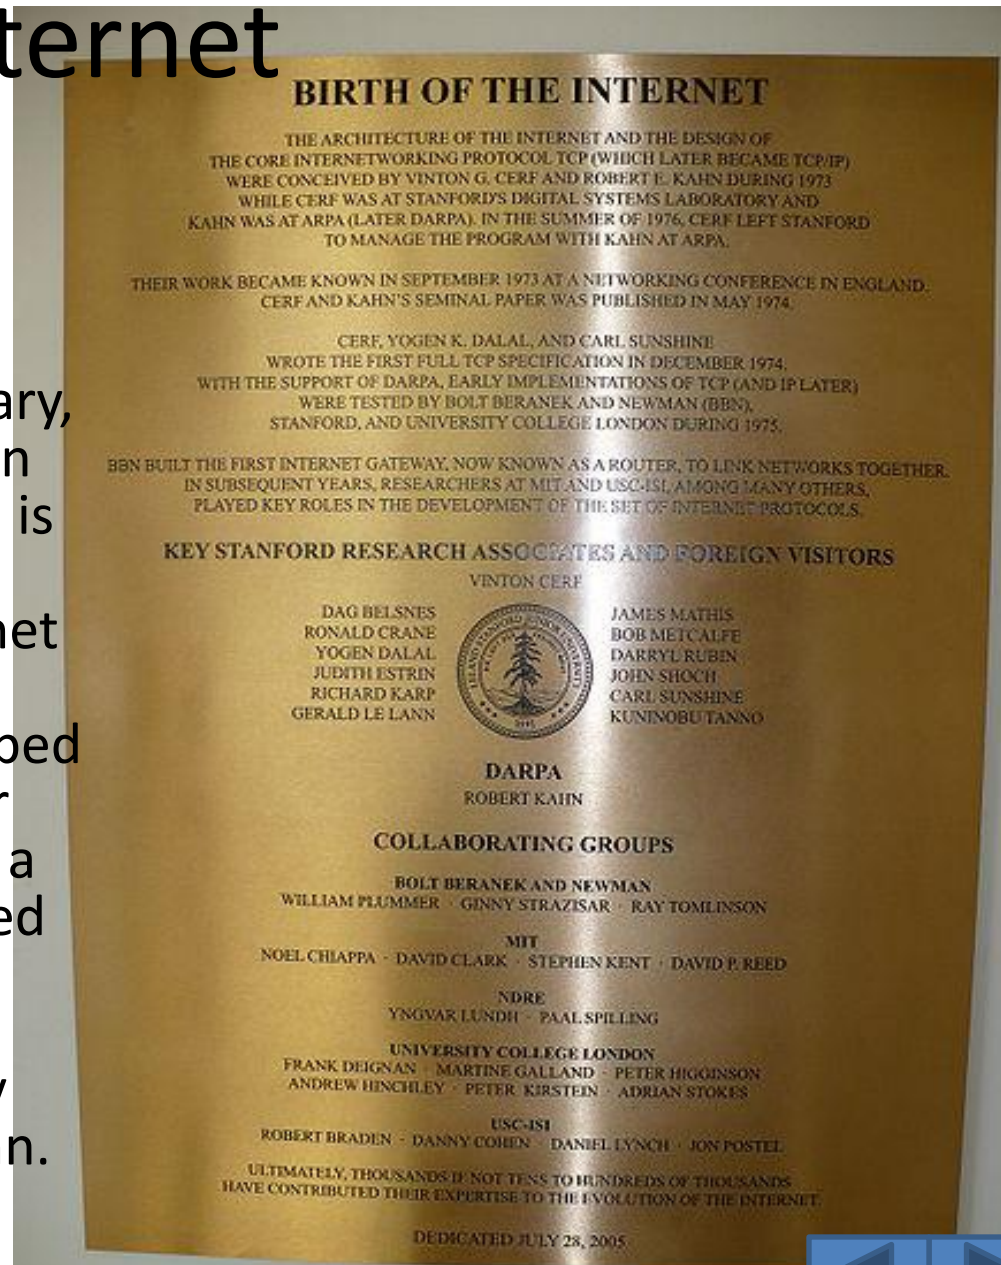 ternet
ary,
n
is
net
ped
r
a
ed
y
n.
BIRTH OF THE INTERNET
THE ARCHITECTURE OF THE INTERNET AND THE DESIGN OF
THE CORE INTERNETWORKING PROTOCOL TCP (WHICH LATER BECAME TCP/IP)
WERE CONCEIVED BY VINTON G. CERF AND ROBERT E. KAHN DURING 1973
WHILE CERF WAS AT STANFORD'S DIGITAL SYSTEMS LABORATORY AND
KAHN WAS AT ARPA (LATER DARPA). IN THE SUMMER OF 1976, CERF LEFT STANFORD
TO MANAGE THE PROGRAM WITH KAHN AT ARPA.
THEIR WORK BECAME KNOWN IN SEPTEMBER 1973 AT A NETWORKING CONFERENCE IN ENGLAND.
CERF AND KAHN'S SEMINAL PAPER WAS PUBLISHED IN MAY 1974.
CERF, YOGEN K. DALAL, AND CARL SUNSHINE
WROTE THE FIRST FULL TCP SPECIFICATION IN DECEMBER 1974.
WITH THE SUPPORT OF DARPA, EARLY IMPLEMENTATIONS OF TCP (AND IP LATER)
WERE TESTED BY BOLT BERANEK AND NEWMAN (BBN),
STANFORD, AND UNIVERSITY COLLEGE LONDON DURING 1975.
BBN BUILT THE FIRST INTERNET GATEWAY, NOW KNOWN AS A ROUTER, TO LINK NETWORKS TOGETHER.
IN SUBSEQUENT YEARS, RESEARCHERS AT MIT AND USC-ISI, AMONG MANY OTHERS,
PLAYED KEY ROLES IN THE DEVELOPMENT OF THE SET OF INTERNET PROTOCOLS.
KEY STANFORD RESEARCH ASSOCIATES AND FOREIGN VISITORS
VINTON CERF
DAG BELSNES
RONALD CRANE
YOGEN DALAL
JUDITH ESTRIN
RICHARD KARP
GERALD LE LANN
JAMES MATHIS
BOB METCALFE
DARRYL RUBIN
JOHN SHOCH
CARL SUNSHINE
KUNINOBU TANNO
DARPA
ROBERT KAHN
COLLABORATING GROUPS
BOLT BERANEK AND NEWMAN
WILLIAM PLUMMER · GINNY STRAZISAR · RAY TOMLINSON
MIT
NOEL CHIAPPA · DAVID CLARK · STEPHEN KENT · DAVID P. REED
NDRE
YNGVAR LUNDH · PAAL SPILLING
UNIVERSITY COLLEGE LONDON
FRANK DEIGNAN · MARTINE GALLAND · PETER HIGGINSON
ANDREW HINCHLEY · PETER KIRSTEIN · ADRIAN STOKES
USC-ISI
ROBERT BRADEN · DANNY COHEN · DANIEL LYNCH · JON POSTEL
ULTIMATELY, THOUSANDS IF NOT TENS TO HUNDREDS OF THOUSANDS
HAVE CONTRIBUTED THEIR EXPERTISE TO THE EVOLUTION OF THE INTERNET.
DEDICATED JULY 28, 2005